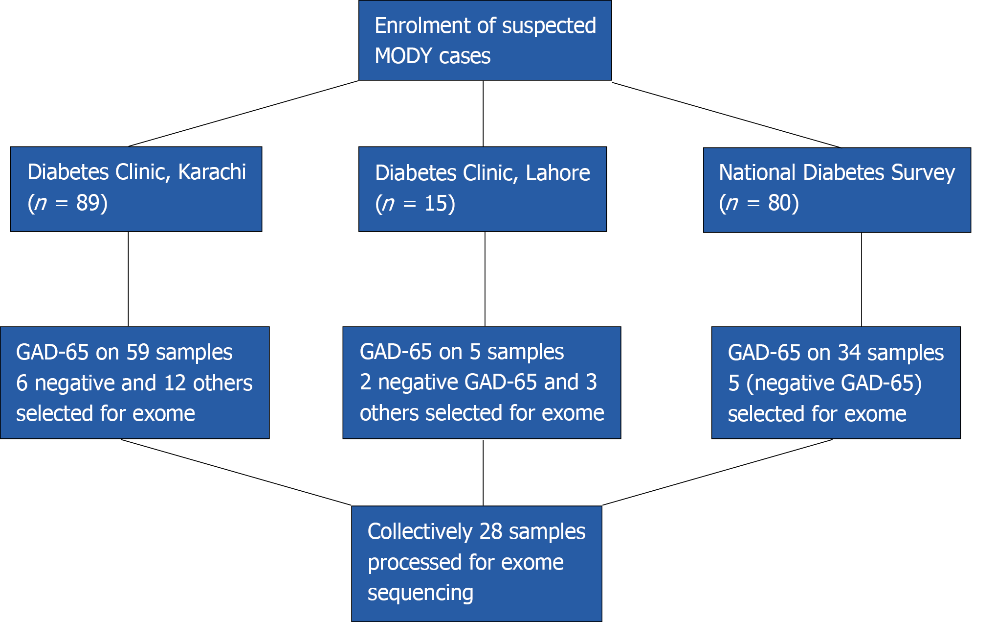 Enrolment of suspected
MODY cases
Diabetes Clinic, Karachi
(n = 89)
Diabetes Clinic, Lahore
(n = 15)
National Diabetes Survey
(n = 80)
GAD-65 on 59 samples
6 negative and 12 others
selected for exome
GAD-65 on 5 samples
2 negative GAD-65 and 3
others selected for exome
GAD-65 on 34 samples
5 (negative GAD-65)
selected for exome
Collectively 28 samples
processed for exome
sequencing